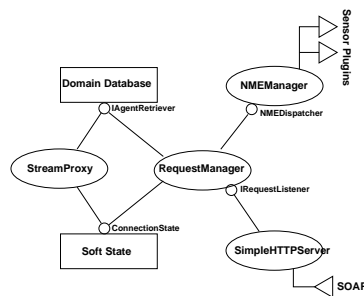 Sensor Plugins
Domain Database
NMEManager
IAgentRetriever
NMEDispatcher
StreamProxy
RequestManager
IRequestListener
ConnectionState
Soft State
SimpleHTTPServer
SOAP